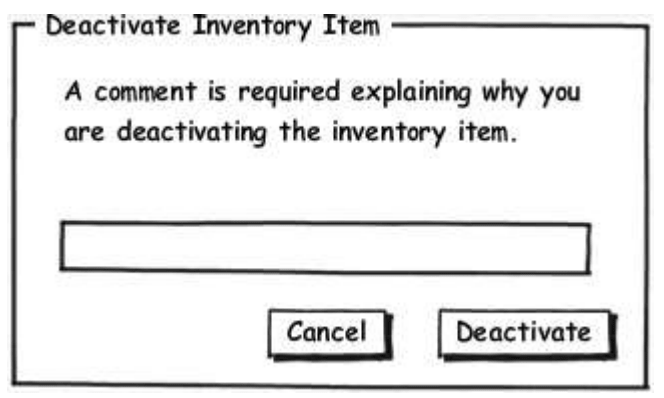 Deactivate Inventory Item
A comment is required explaining why you
are deactivating the inventory item.
Cancel
Deactivate